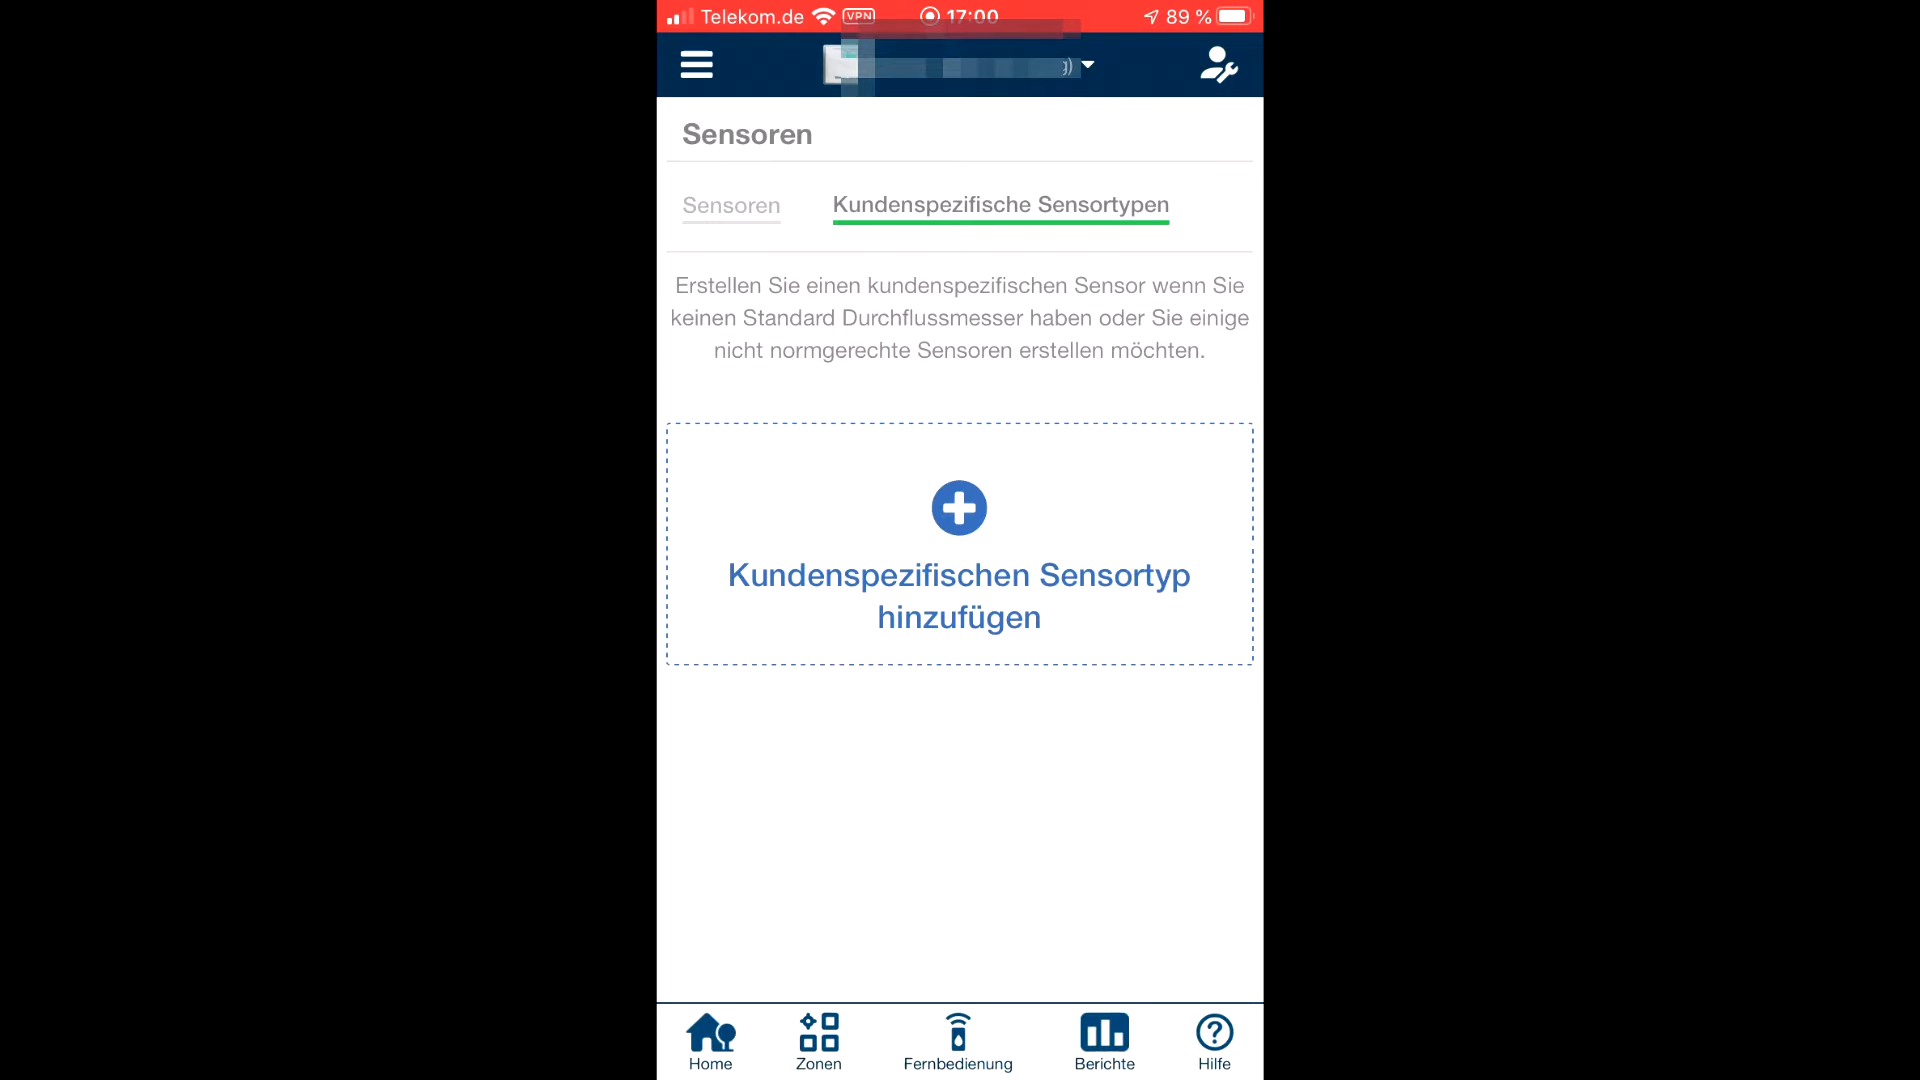 Telekom.de VPN 17:00 89 %
Sensoren
Sensoren Kundenspezifische Sensortypen
Erstellen Sie einen kundenspezifischen Sensor wenn Sie
keinen Standard Durchflussmesser haben oder Sie einige
nicht normgerechte Sensoren erstellen möchten.
Kundenspezifischen Sensortyp
hinzufügen
Home Zonen Fernbedienung Berichte Hilfe